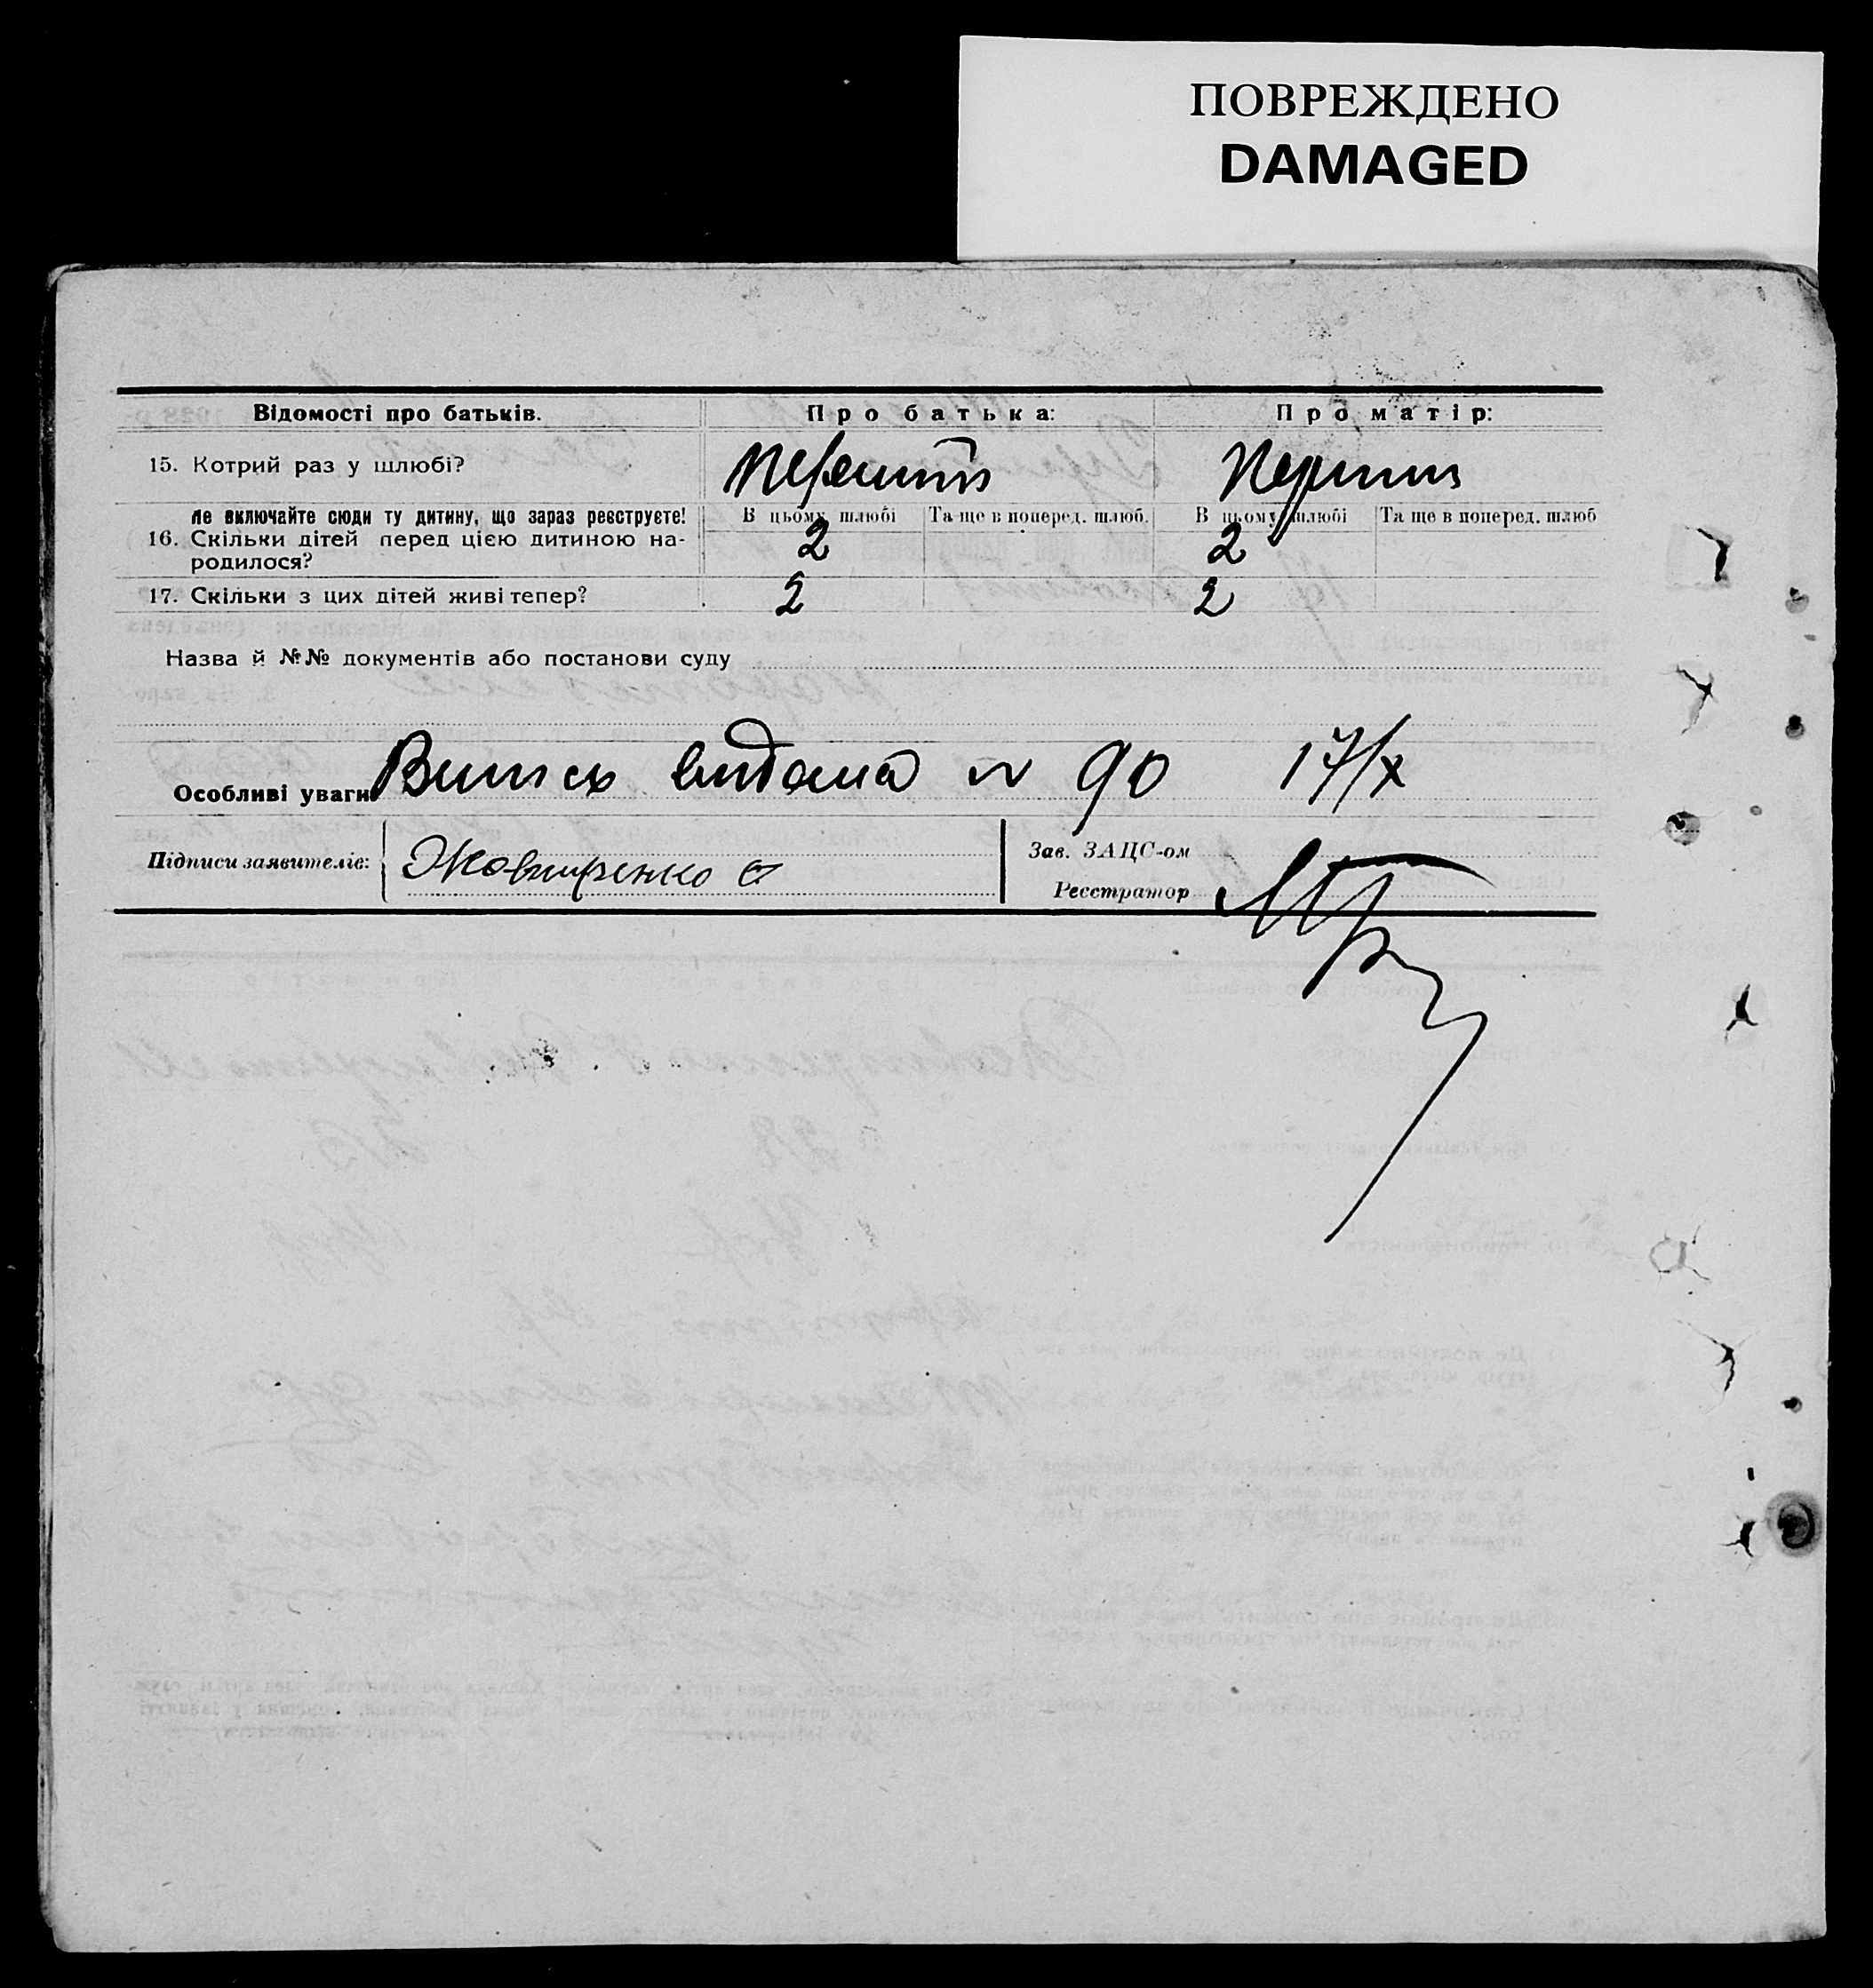 ПОВРЕЖДЕНО
DAMAGED
Відомості про батьків. Про батька: Про матір:
15. Котрий раз у шлюбі? Перший Перший
Не включайте сюди ту дитину, що зараз реєструєте! В цьому шлюбі Та ще в поперед. шлюб. В цьому шлюбі Та ще в поперед. шлюб
16. Скільки дітей перед цією дитиною на- 2 2
родилося?
17. Скільки з цих дітей живі тепер? 2 2
Назва й №№ документів або постанови суду
Особливі уваги Випись видана № 90 17/X
Підписи заявителів: Жовтиренко
Зав. ЗАЦС-ом
Реєстратор